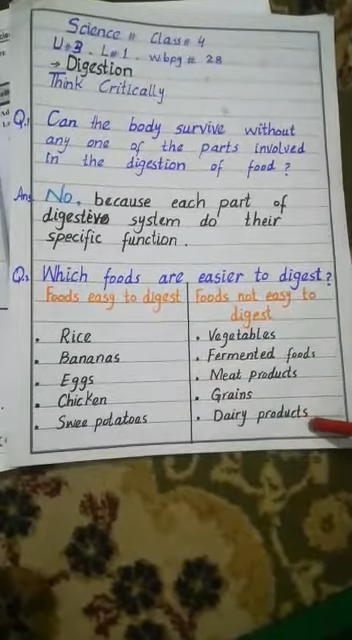 Science # Class # 4
U#3 . L#1 . wbpg # 28
→ Digestion
Think Critically
Q: Can the body survive without
any one of the parts involved
in the digestion of food?
Ans No, because each part of
digesteve system do their
specific function.
Q: Which foods are easier to digest?
Foods easy to digest
Rice
Bananas
Eggs
Chicken
Swee potatoes
Foods not easy to
digest
Vegetables
Fermented foods
Meat products
Grains
Dairy products